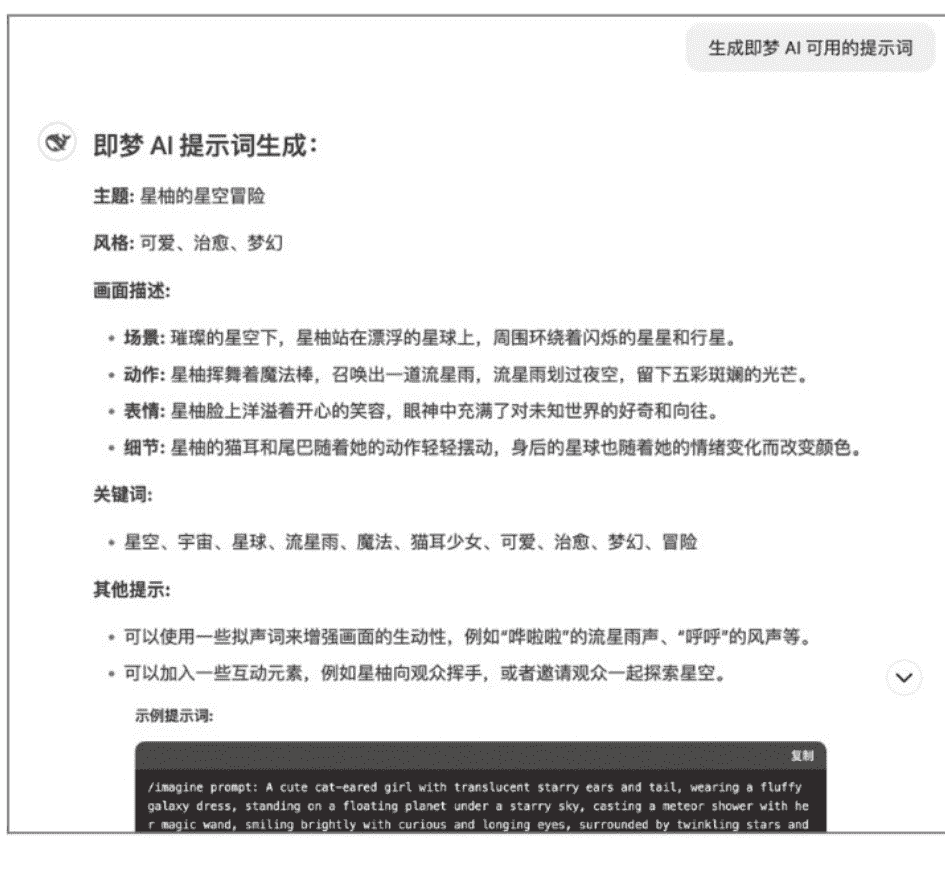 生成即梦 AI 可用的提示词
即梦 AI 提示词生成：
主题: 星柚的星空冒险
风格: 可爱、治愈、梦幻
画面描述:
• 场景: 璀璨的星空下，星柚站在漂浮的星球上，周围环绕着闪烁的星星和行星。
• 动作: 星柚挥舞着魔法棒，召唤出一道流星雨，流星雨划过夜空，留下五彩斑斓的光芒。
• 表情: 星柚脸上洋溢着开心的笑容，眼神中充满了对未知世界的好奇和向往。
• 细节: 星柚的猫耳和尾巴随着她的动作轻轻摆动，身后的星球也随着她的情绪变化而改变颜色。
关键词:
• 星空、宇宙、星球、流星雨、魔法、猫耳少女、可爱、治愈、梦幻、冒险
其他提示:
• 可以使用一些拟声词来增强画面的生动性，例如“哗啦啦”的流星雨声、“呼呼”的风声等。
• 可以加入一些互动元素，例如星柚向观众挥手，或者邀请观众一起探索星空。
示例提示词:
复制
/imagine prompt: A cute cat-eared girl with translucent starry ears and tail, wearing a fluffy
galaxy dress, standing on a floating planet under a starry sky, casting a meteor shower with he
r magic wand, smiling brightly with curious and longing eyes, surrounded by twinkling stars and